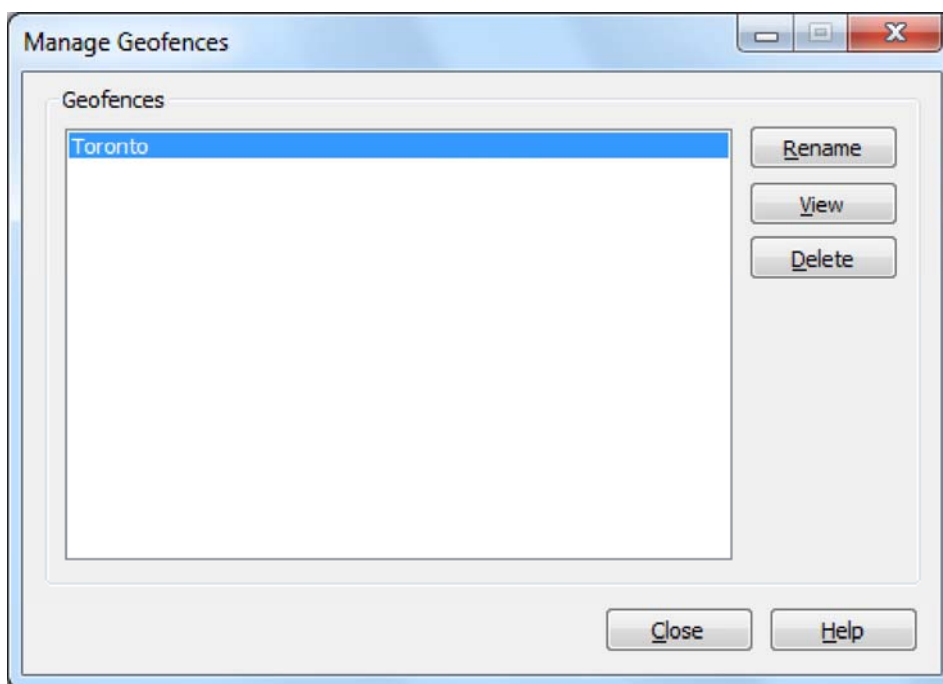 Manage Geofences
Geofences
Toronto
Rename
View
Delete
Close
Help